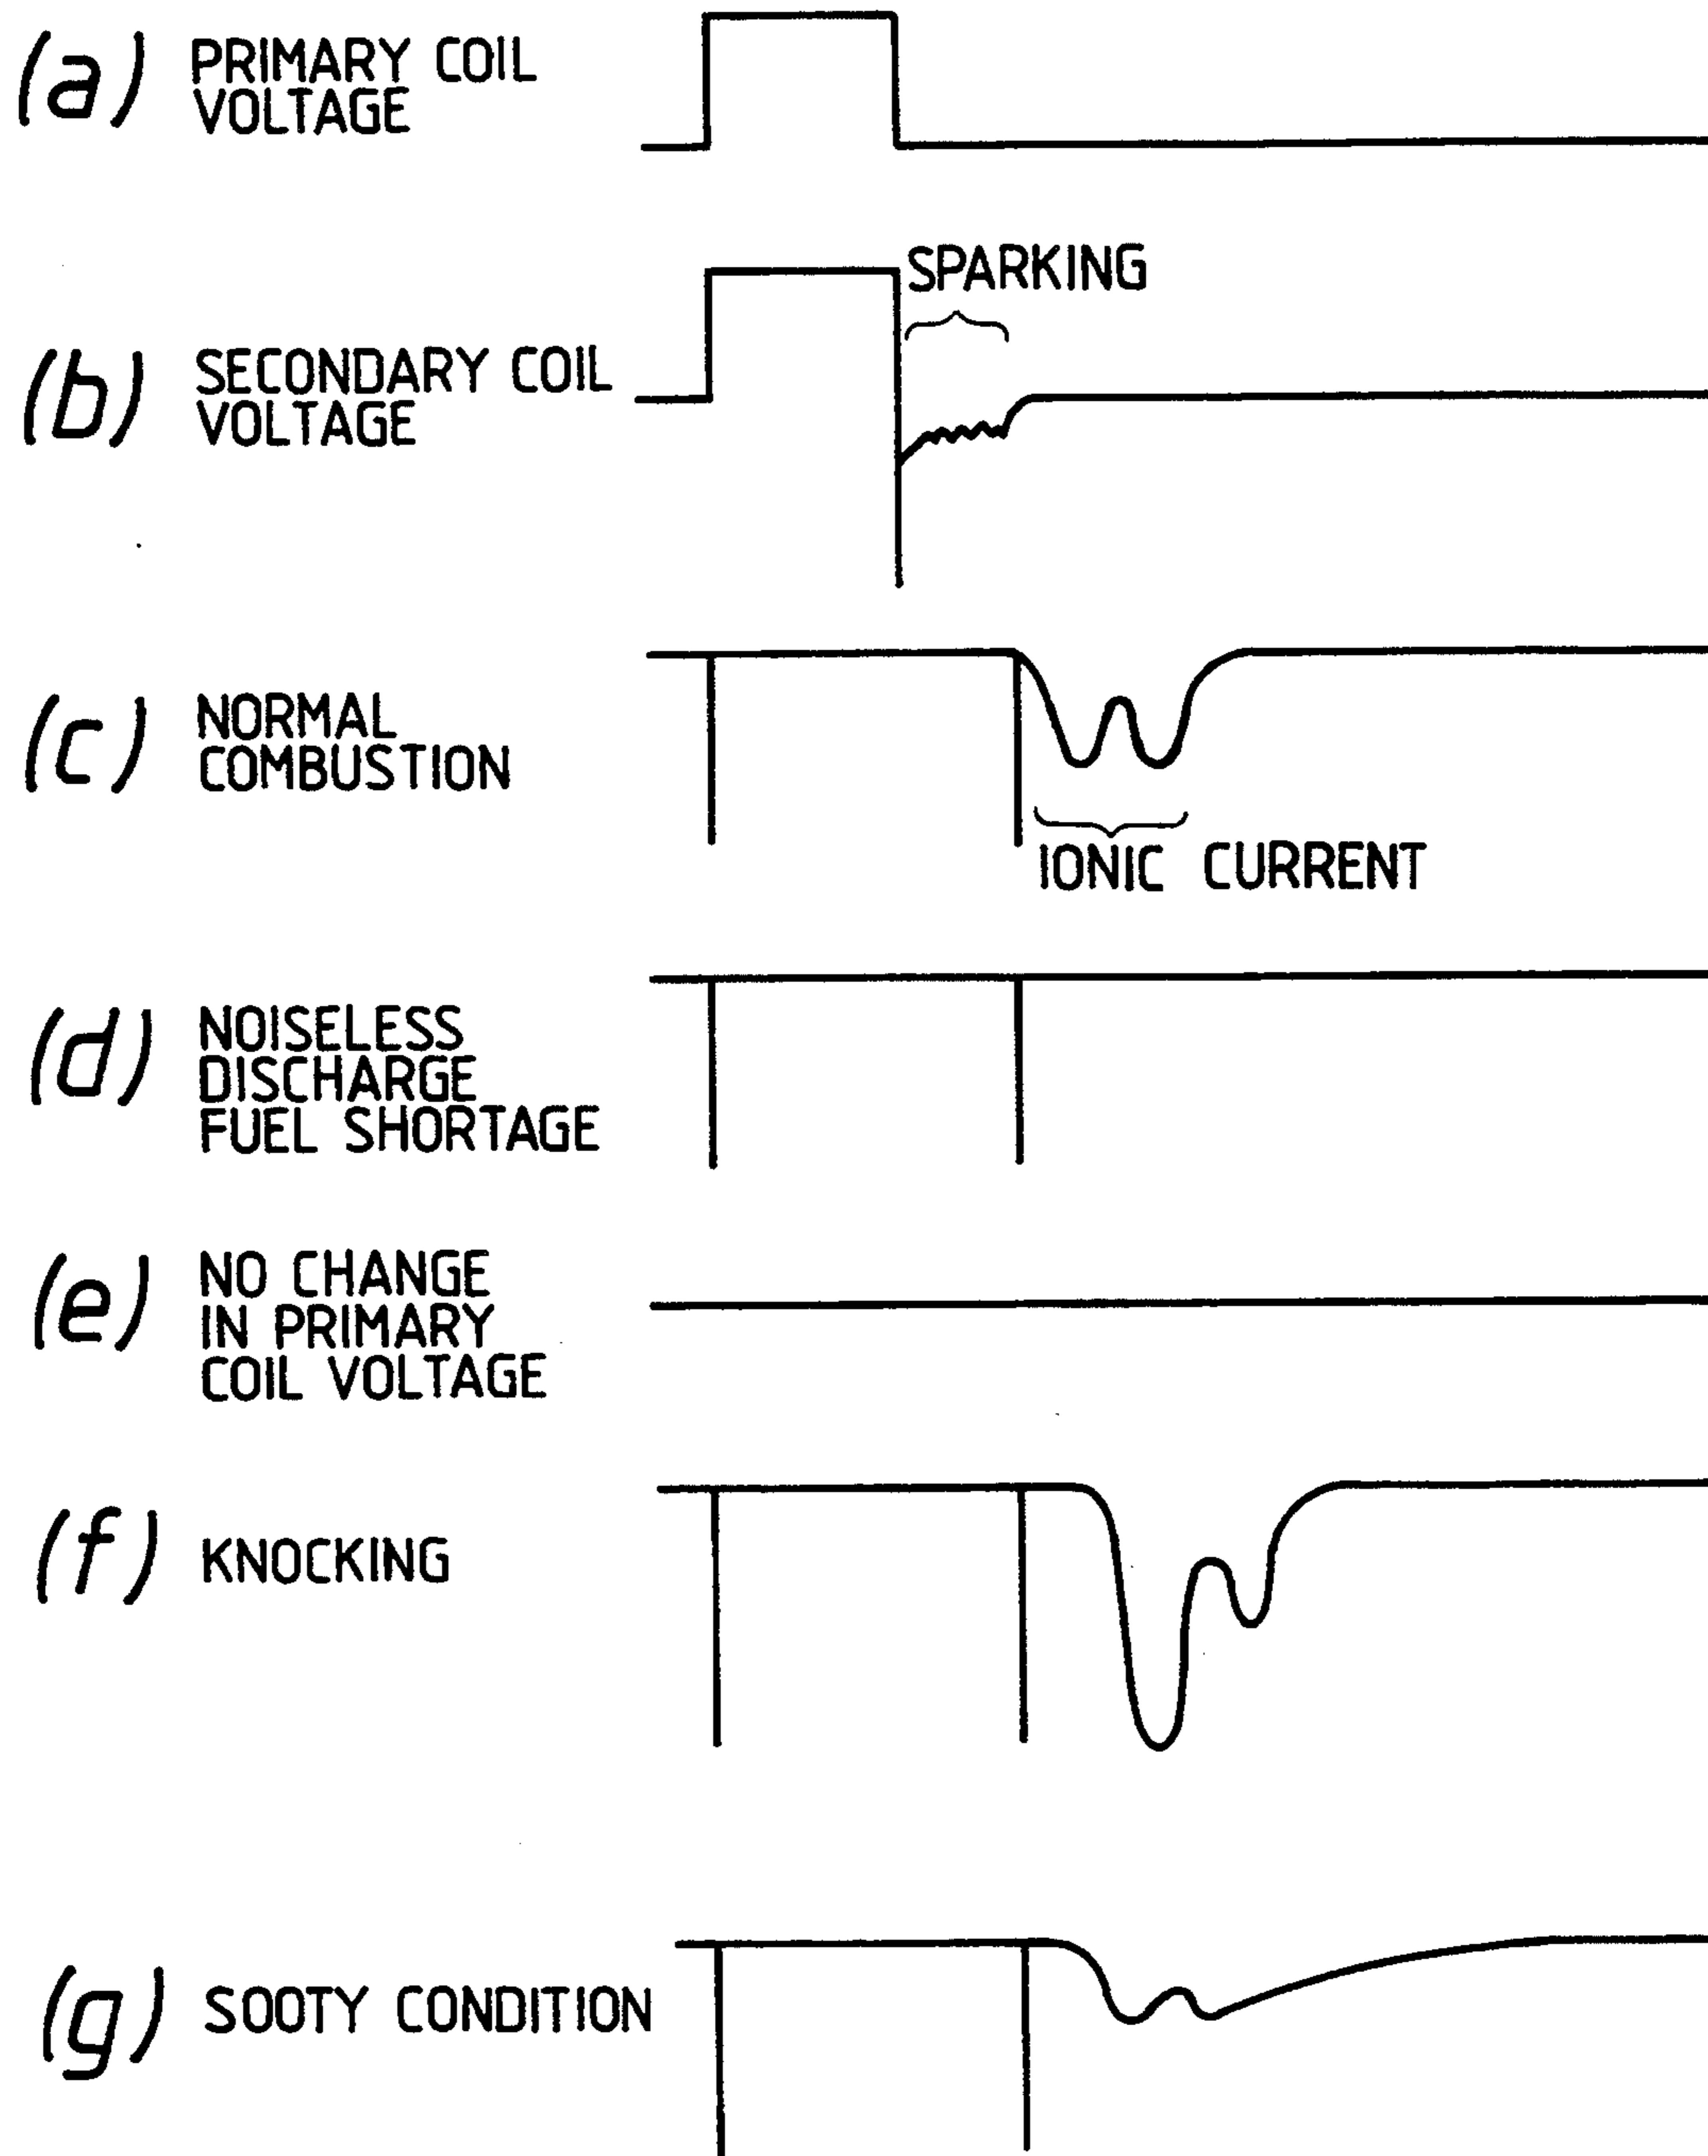 (a) PRIMARY COIL
VOLTAGE
SPARKING
(b) SECONDARY COIL
VOLTAGE
(c) NORMAL
COMBUSTION
IONIC CURRENT
(d) NOISELESS
DISCHARGE
FUEL SHORTAGE
(e) NO CHANGE
IN PRIMARY
COIL VOLTAGE
(f) KNOCKING
(g) SOOTY CONDITION